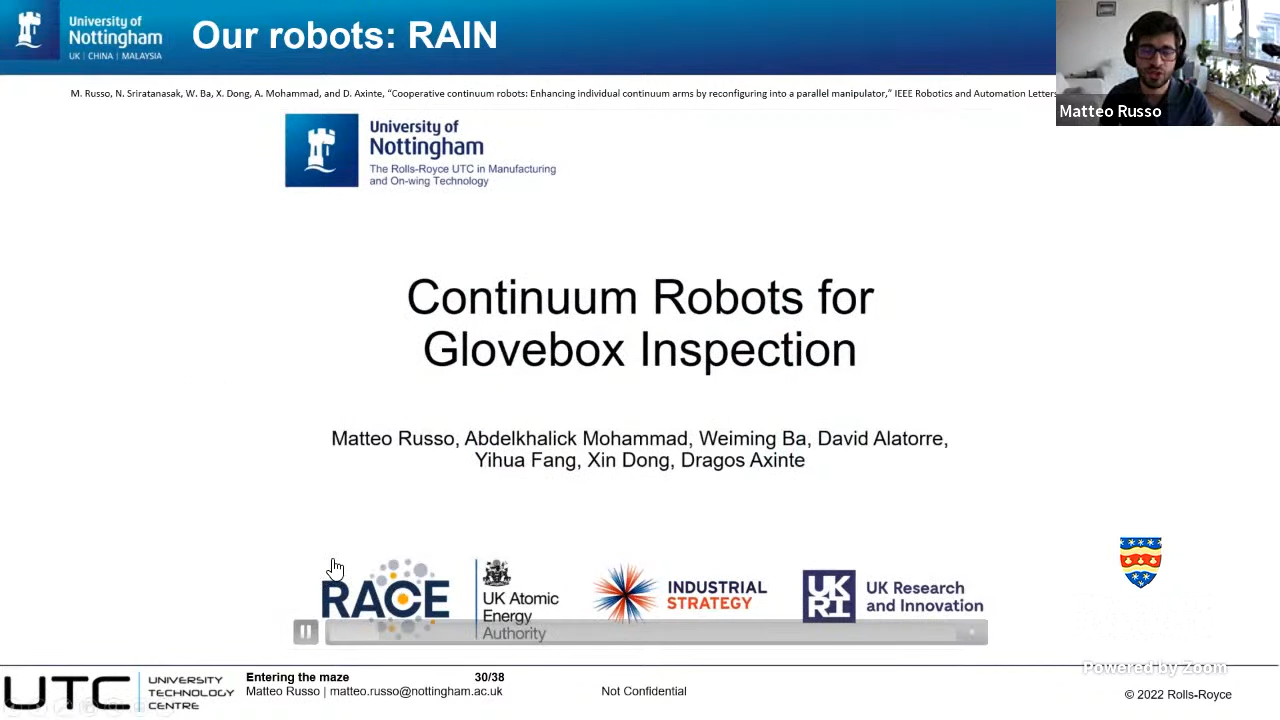 University of
Nottingham
UK | CHINA | MALAYSIA
Our robots: RAIN
M. Russo, N. Sriratanasak, W. Ba, X. Dong, A. Mohammad, and D. Axinte, “Cooperative continuum robots: Enhancing individual continuum arms by reconfiguring into a parallel manipulator,” IEEE Robotics and Automation Letters
Matteo Russo
University of
Nottingham
The Rolls-Royce UTC in Manufacturing
and On-wing Technology
Continuum Robots for
Glovebox Inspection
Matteo Russo, Abdelkhalick Mohammad, Weiming Ba, David Alatorre,
Yihua Fang, Xin Dong, Dragos Axinte
RACE
UK Atomic
Energy
Authority
INDUSTRIAL
STRATEGY
UK
RI
UK Research
and Innovation
Powered by Zoom
UTC
UNIVERSITY
TECHNOLOGY
CENTRE
Entering the maze
30/38
Matteo Russo | matteo.russo@nottingham.ac.uk
Not Confidential
© 2022 Rolls-Royce